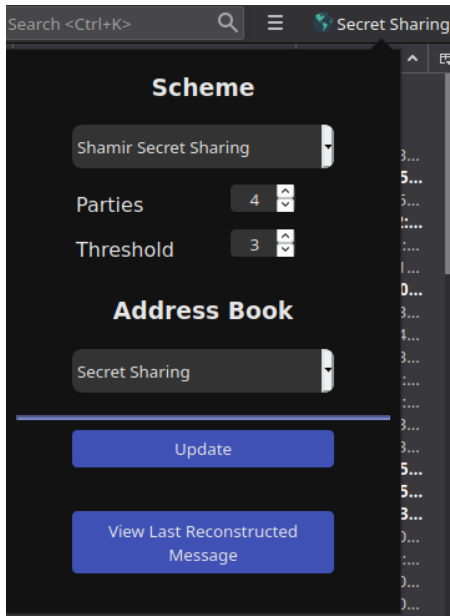 Search <Ctrl+K>
Secret Sharing
Scheme
Shamir Secret Sharing
Parties 4
Threshold 3
Address Book
Secret Sharing
Update
View Last Reconstructed
Message